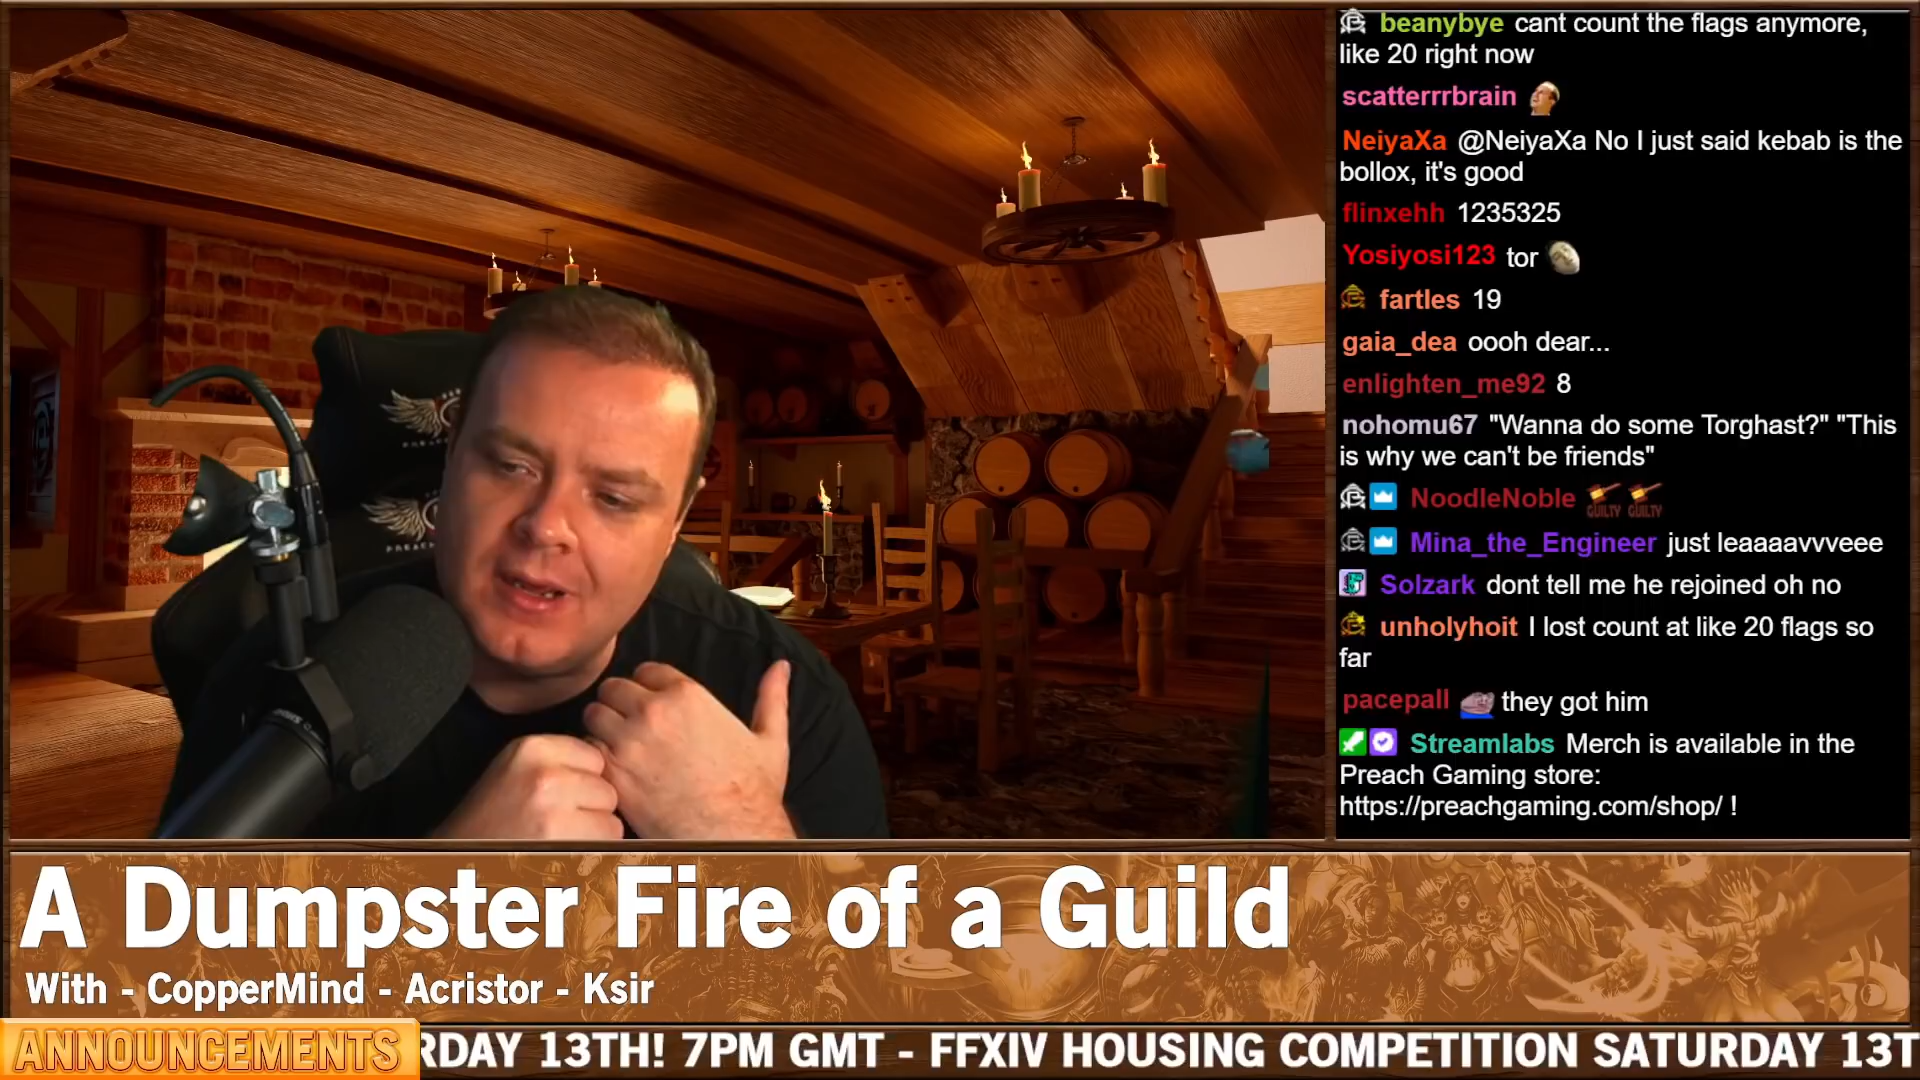 beanybye cant count the flags anymore,
like 20 right now
scatterrrbrain
NeiyaXa @NeiyaXa No I just said kebab is the
bollox, it's good
flinxehh 1235325
Yosiyosi123 tor
fartles 19
gaia_dea oooh dear...
enlighten_me92 8
nohomu67 "Wanna do some Torghast?" "This
is why we can't be friends"
NoodleNoble GUILTY GUILTY
Mina_the_Engineer just leaaaavvveee
Solzark dont tell me he rejoined oh no
unholyhoit I lost count at like 20 flags so
far
pacepall they got him
Streamlabs Merch is available in the
Preach Gaming store:
https://preachgaming.com/shop/ !
A Dumpster Fire of a Guild
With - CopperMind - Acristor - Ksir
ANNOUNCEMENTS RDAY 13TH! 7PM GMT - FFXIV HOUSING COMPETITION SATURDAY 13T